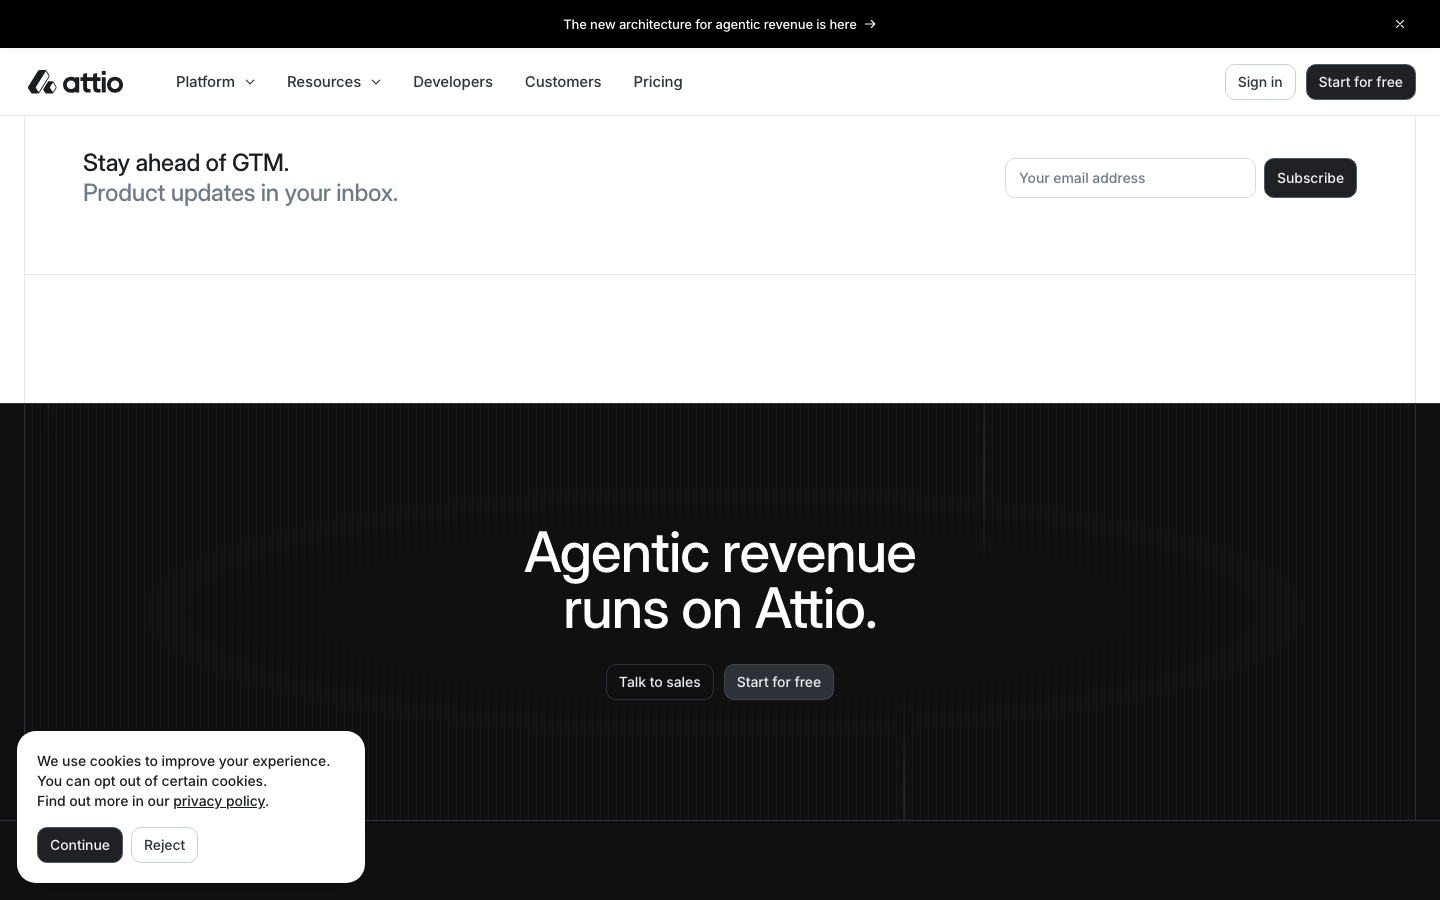 The new architecture for agentic revenue is here →
attio
Platform
Resources
Developers
Customers
Pricing
Sign in
Start for free
Stay ahead of GTM.
Product updates in your inbox.
Your email address
Subscribe
Agentic revenue
runs on Attio.
Talk to sales
Start for free
We use cookies to improve your experience.
You can opt out of certain cookies.
Find out more in our privacy policy.
Continue
Reject